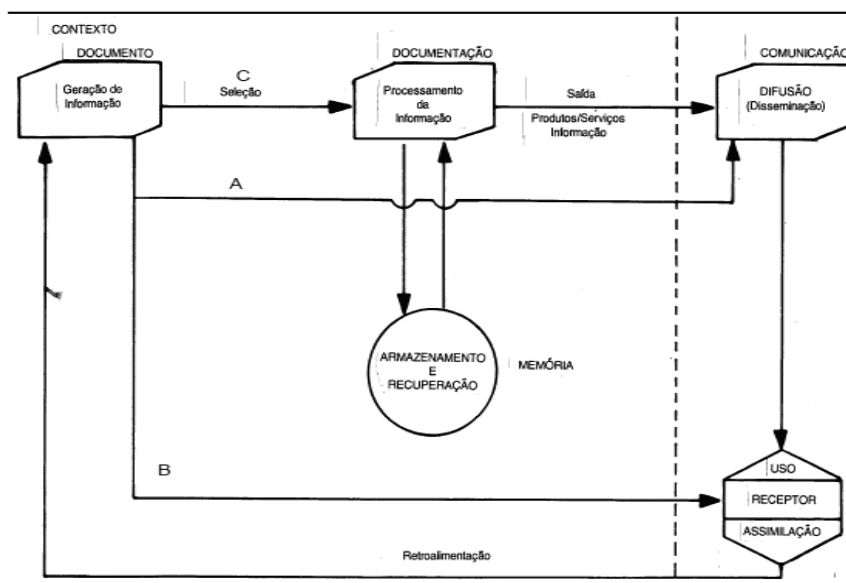 CONTEXTO
DOCUMENTO
Geração de
Informação
C
Seleção
DOCUMENTAÇÃO
Processamento
da
Informação
Saída
Produtos/Serviços
Informação
COMUNICAÇÃO
DIFUSÃO
(Disseminação)
A
ARMAZENAMENTO
E
RECUPERAÇÃO
MEMÓRIA
B
USO
RECEPTOR
ASSIMILAÇÃO
Retroalimentação